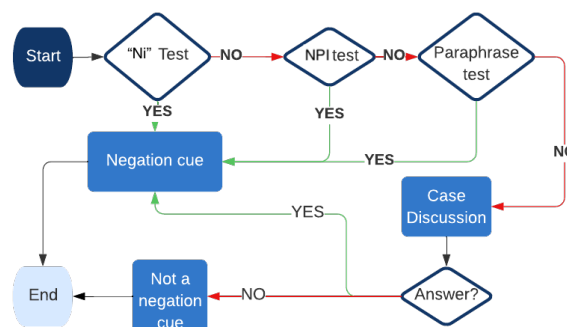 Start
“Ni” Test
NO
NPI test
NO
Paraphrase
test
YES
YES
YES
NO
Negation cue
Case
Discussion
YES
End
Not a
negation
cue
NO
Answer?